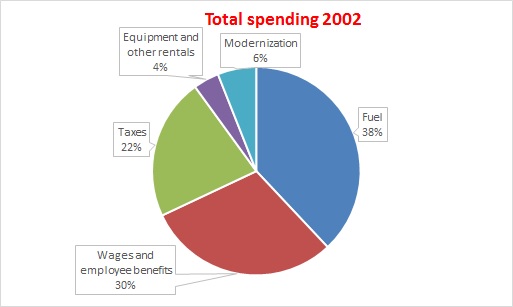 Total spending 2002
Equipment and
other rentals
4%
Modernization
6%
Fuel
38%
Taxes
22%
Wages and
employee benefits
30%